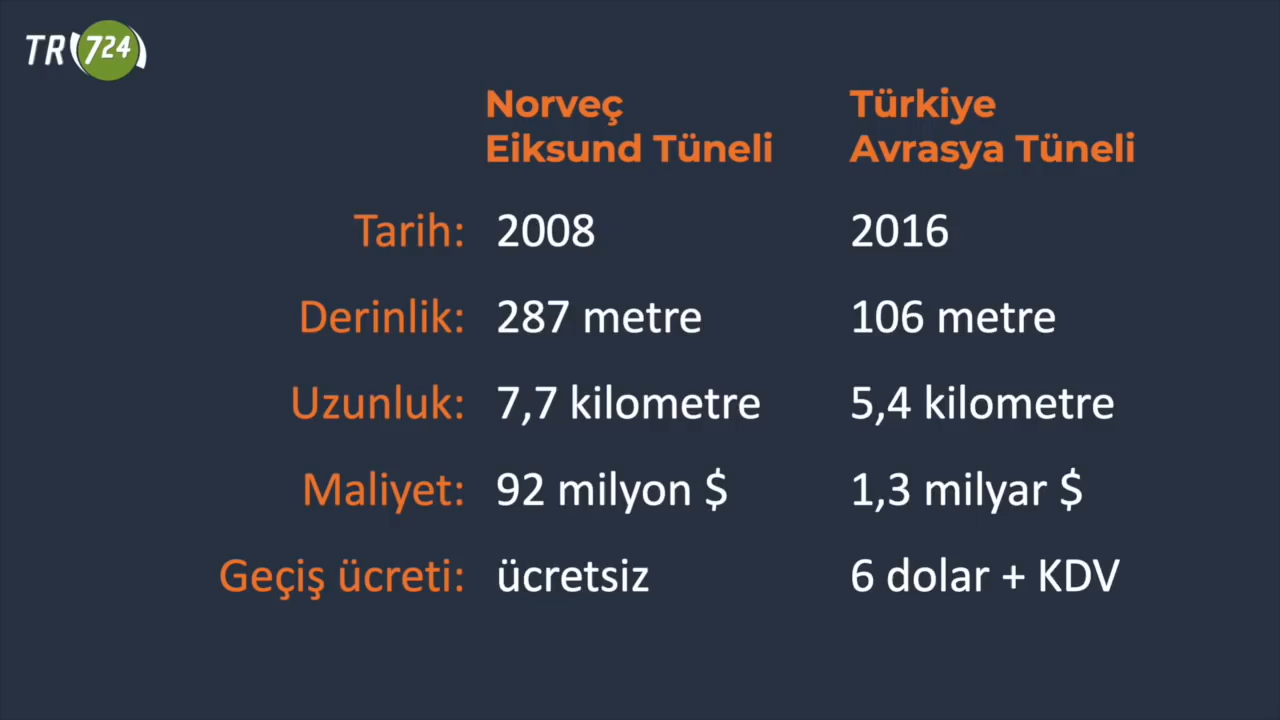 TR724
Norveç Türkiye
Eiksund Tüneli Avrasya Tüneli
Tarih: 2008 2016
Derinlik: 287 metre 106 metre
Uzunluk: 7,7 kilometre 5,4 kilometre
Maliyet: 92 milyon $ 1,3 milyar $
Geçiş ücreti: ücretsiz 6 dolar + KDV